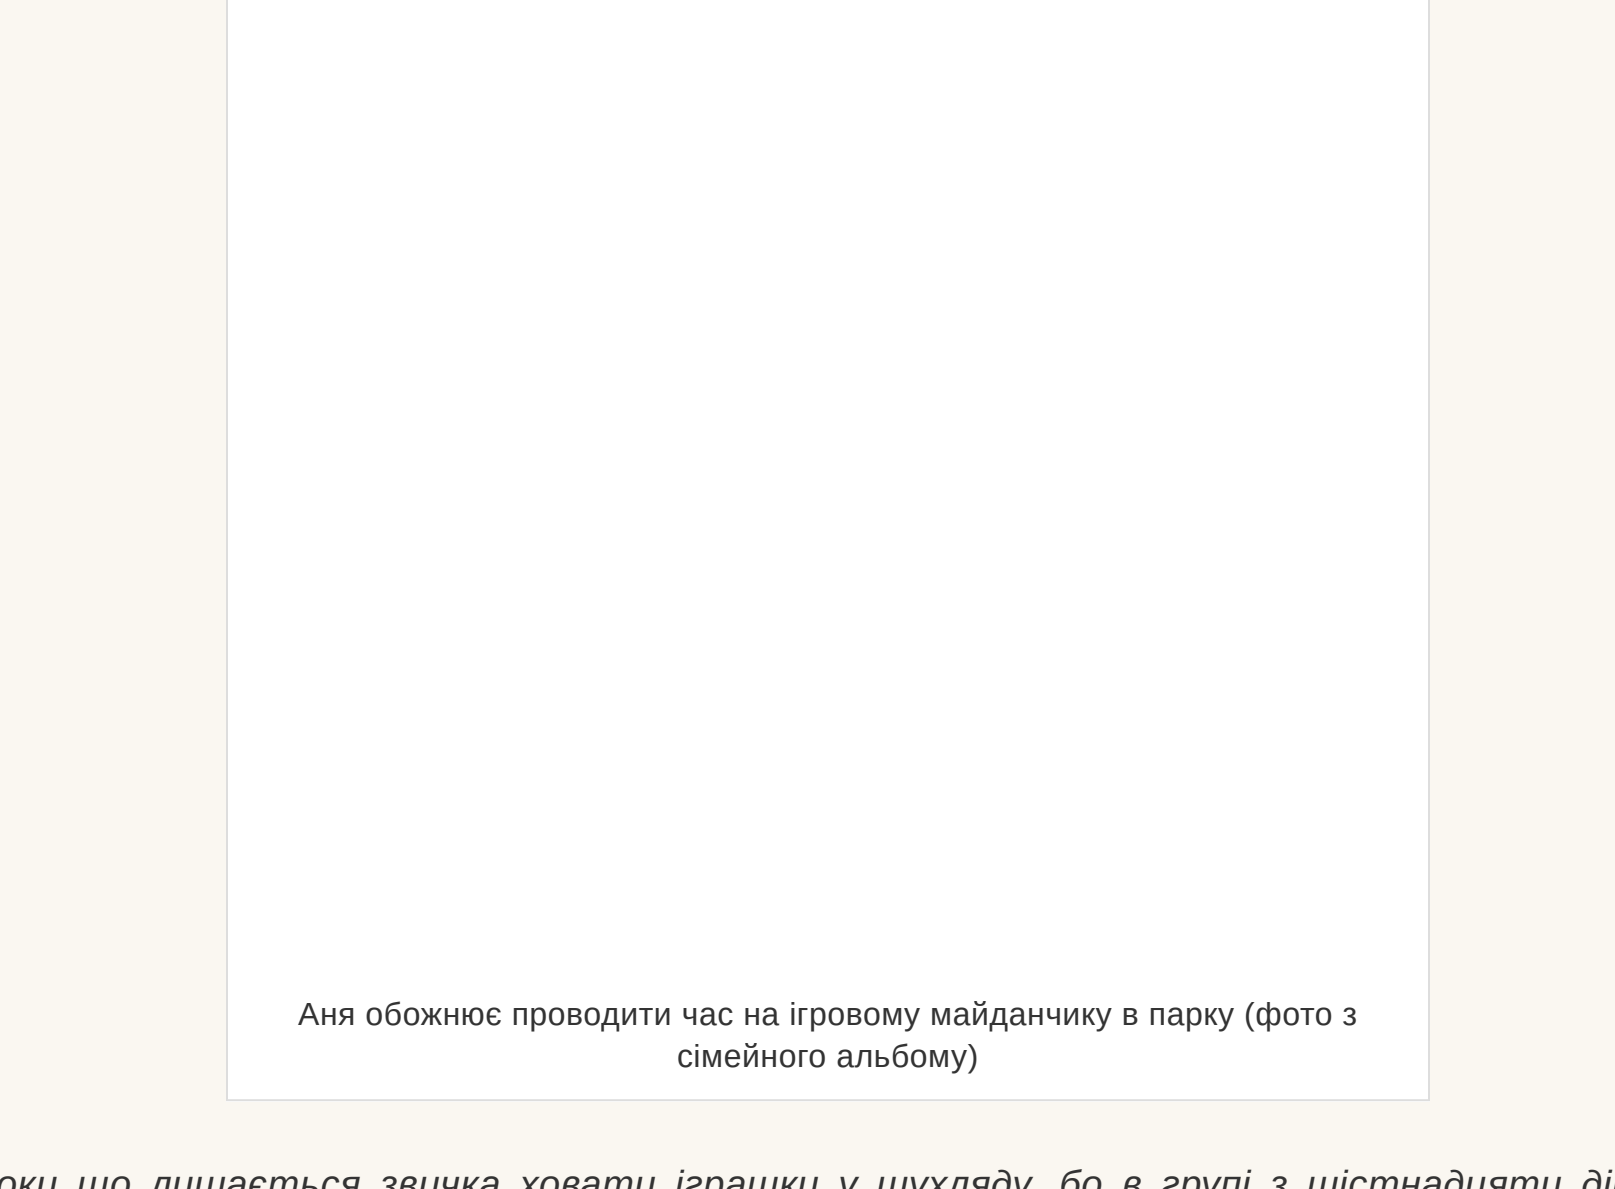 Аня обожнює проводити час на ігровому майданчику в парку (фото з
сімейного альбому)
що лишається звичка ховати іграшки у шухляду, бо в групі з шістнадцяти